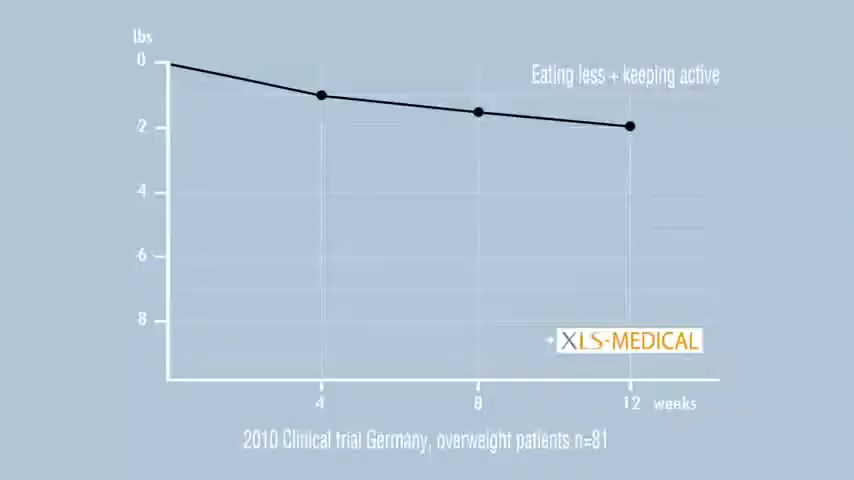 lbs
0
Eating less + keeping active
-2
-4
-6
8
+ XLS-MEDICAL
4 8 12 weeks
2010 Clinical trial Germany, overweight patients n=81